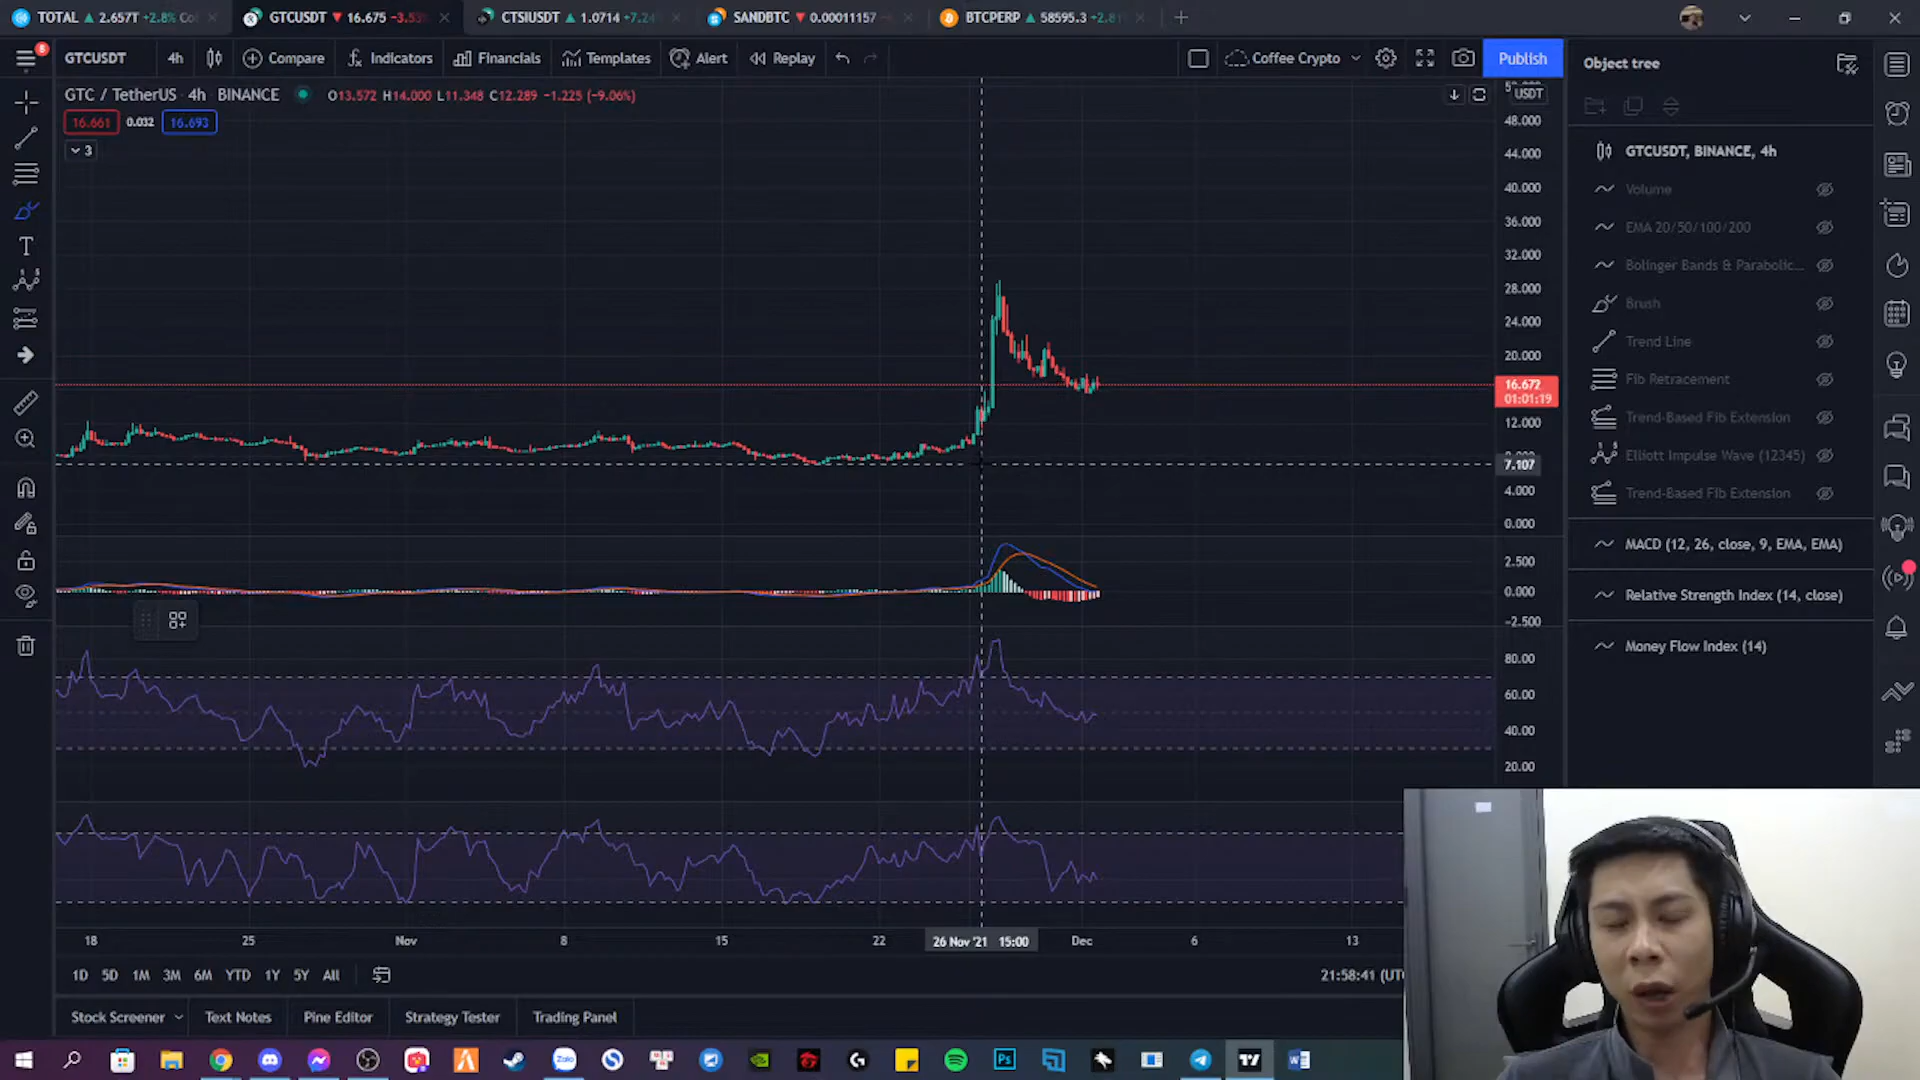 TOTAL ▲ 2.657T +2.8% Co
GTCUSDT ▼ 16.675 −3.53%
CTSIUSDT ▲ 1.0714 +7.24
SANDBTC ▼ 0.00011157
BTCPERP ▲ 58595.3 +2.81
8
GTCUSDT
4h
Compare
Indicators
Financials
Templates
Alert
Replay
Coffee Crypto
Publish
Object tree
GTC / TetherUS · 4h · BINANCE
O13.572 H14.000 L11.348 C12.289 −1.225 (−9.06%)
16.661
0.032
16.693
3
USDT
48.000
44.000
40.000
36.000
32.000
28.000
24.000
20.000
16.672
01:01:19
12.000
7.107
4.000
0.000
2.500
0.000
−2.500
80.00
60.00
40.00
20.00
GTCUSDT, BINANCE, 4h
Volume
EMA 20/50/100/200
Bolinger Bands & Parabolic...
Brush
Trend Line
Fib Retracement
Trend-Based Fib Extension
Elliott Impulse Wave (12345)
Trend-Based Fib Extension
MACD (12, 26, close, 9, EMA, EMA)
Relative Strength Index (14, close)
Money Flow Index (14)
18
25
Nov
8
15
22
26 Nov '21 15:00
Dec
6
13
1D
5D
1M
3M
6M
YTD
1Y
5Y
All
21:58:41 (UTC
Stock Screener
Text Notes
Pine Editor
Strategy Tester
Trading Panel
Zalo
Ps